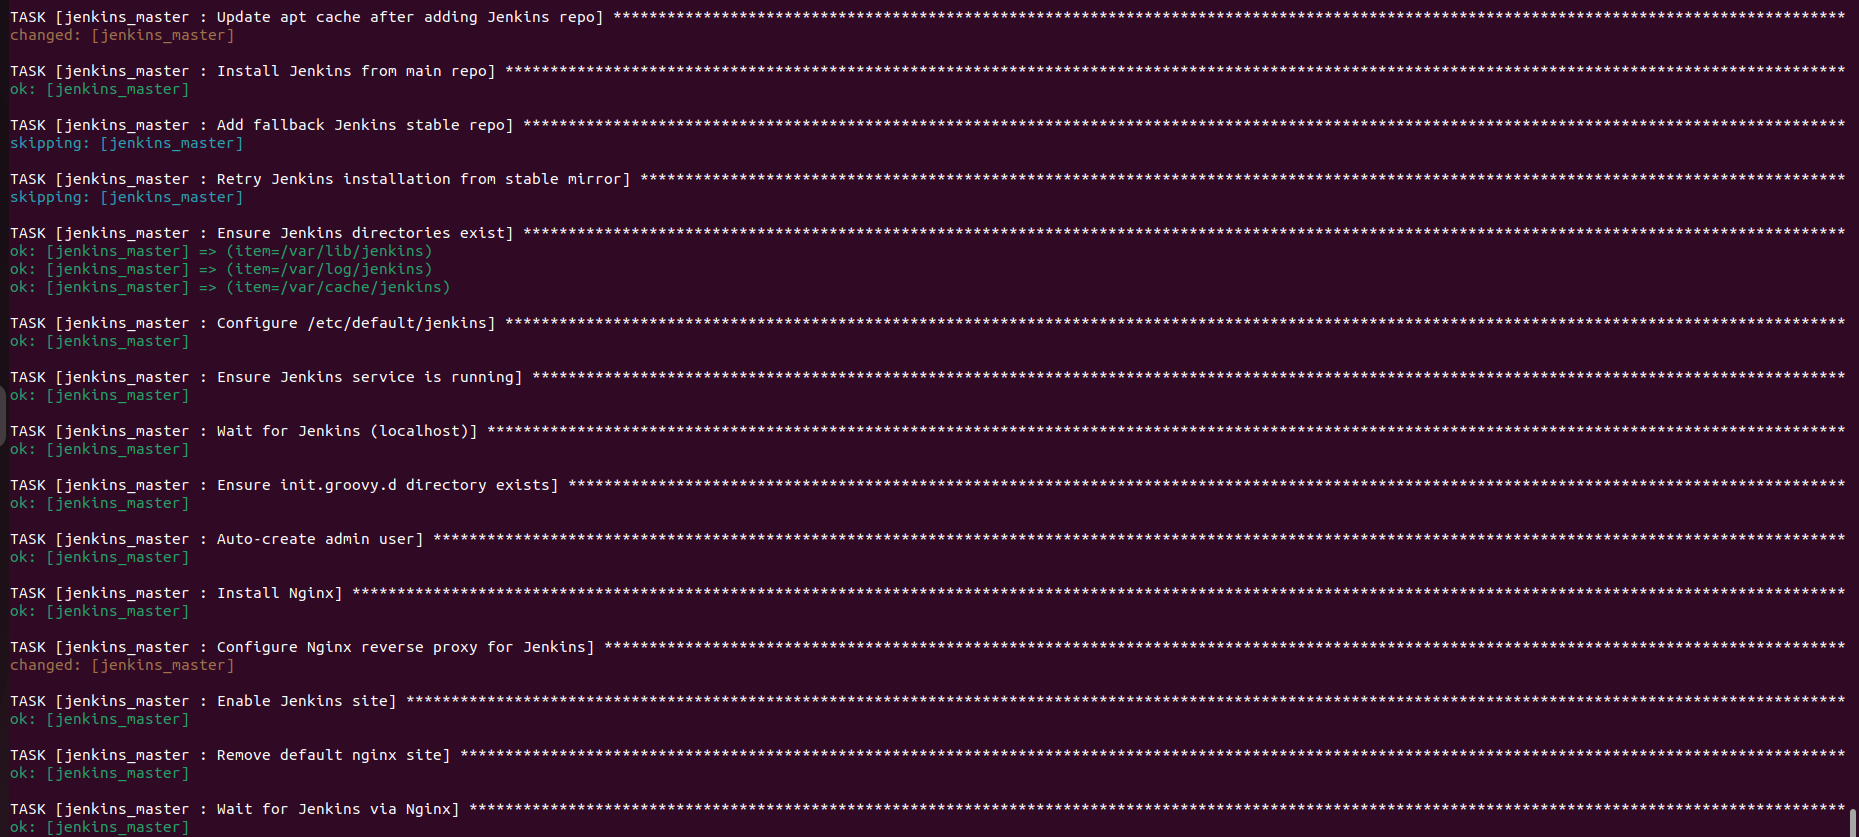 TASK [jenkins_master : Update apt cache after adding Jenkins repo] *****************************************************************************************************************************************
changed: [jenkins_master]
TASK [jenkins_master : Install Jenkins from main repo] *****************************************************************************************************************************************************
ok: [jenkins_master]
TASK [jenkins_master : Add fallback Jenkins stable repo] ***************************************************************************************************************************************************
skipping: [jenkins_master]
TASK [jenkins_master : Retry Jenkins installation from stable mirror] **************************************************************************************************************************************
skipping: [jenkins_master]
TASK [jenkins_master : Ensure Jenkins directories exist] ***************************************************************************************************************************************************
ok: [jenkins_master] => (item=/var/lib/jenkins)
ok: [jenkins_master] => (item=/var/log/jenkins)
ok: [jenkins_master] => (item=/var/cache/jenkins)
TASK [jenkins_master : Configure /etc/default/jenkins] *****************************************************************************************************************************************************
ok: [jenkins_master]
TASK [jenkins_master : Ensure Jenkins service is running] **************************************************************************************************************************************************
ok: [jenkins_master]
TASK [jenkins_master : Wait for Jenkins (localhost)] *******************************************************************************************************************************************************
ok: [jenkins_master]
TASK [jenkins_master : Ensure init.groovy.d directory exists] **********************************************************************************************************************************************
ok: [jenkins_master]
TASK [jenkins_master : Auto-create admin user] *************************************************************************************************************************************************************
ok: [jenkins_master]
TASK [jenkins_master : Install Nginx] **********************************************************************************************************************************************************************
ok: [jenkins_master]
TASK [jenkins_master : Configure Nginx reverse proxy for Jenkins] ******************************************************************************************************************************************
changed: [jenkins_master]
TASK [jenkins_master : Enable Jenkins site] ****************************************************************************************************************************************************************
ok: [jenkins_master]
TASK [jenkins_master : Remove default nginx site] **********************************************************************************************************************************************************
ok: [jenkins_master]
TASK [jenkins_master : Wait for Jenkins via Nginx] *********************************************************************************************************************************************************
ok: [jenkins_master]